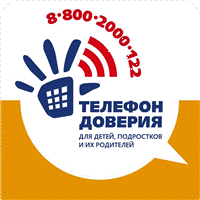 8·800·2000·122
ТЕЛЕФОН
ДОВЕРИЯ
ДЛЯ ДЕТЕЙ, ПОДРОСТКОВ
И ИХ РОДИТЕЛЕЙ